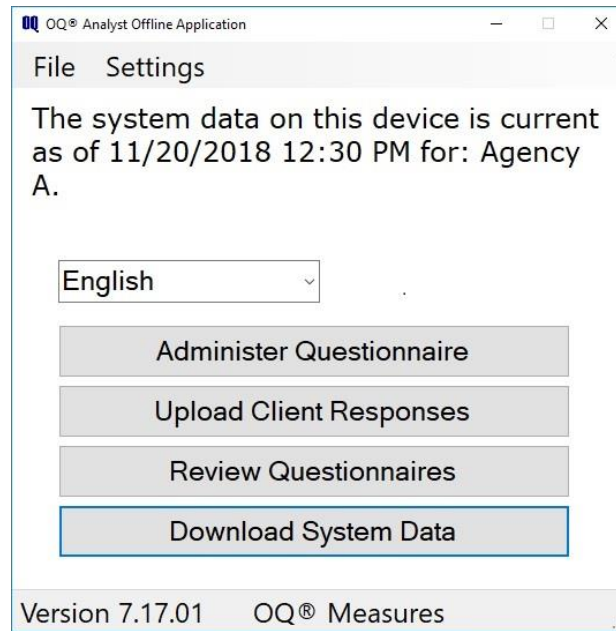 OQ® Analyst Offline Application
File Settings
The system data on this device is current
as of 11/20/2018 12:30 PM for: Agency
A.
English
.
Administer Questionnaire
Upload Client Responses
Review Questionnaires
Download System Data
Version 7.17.01 OQ® Measures